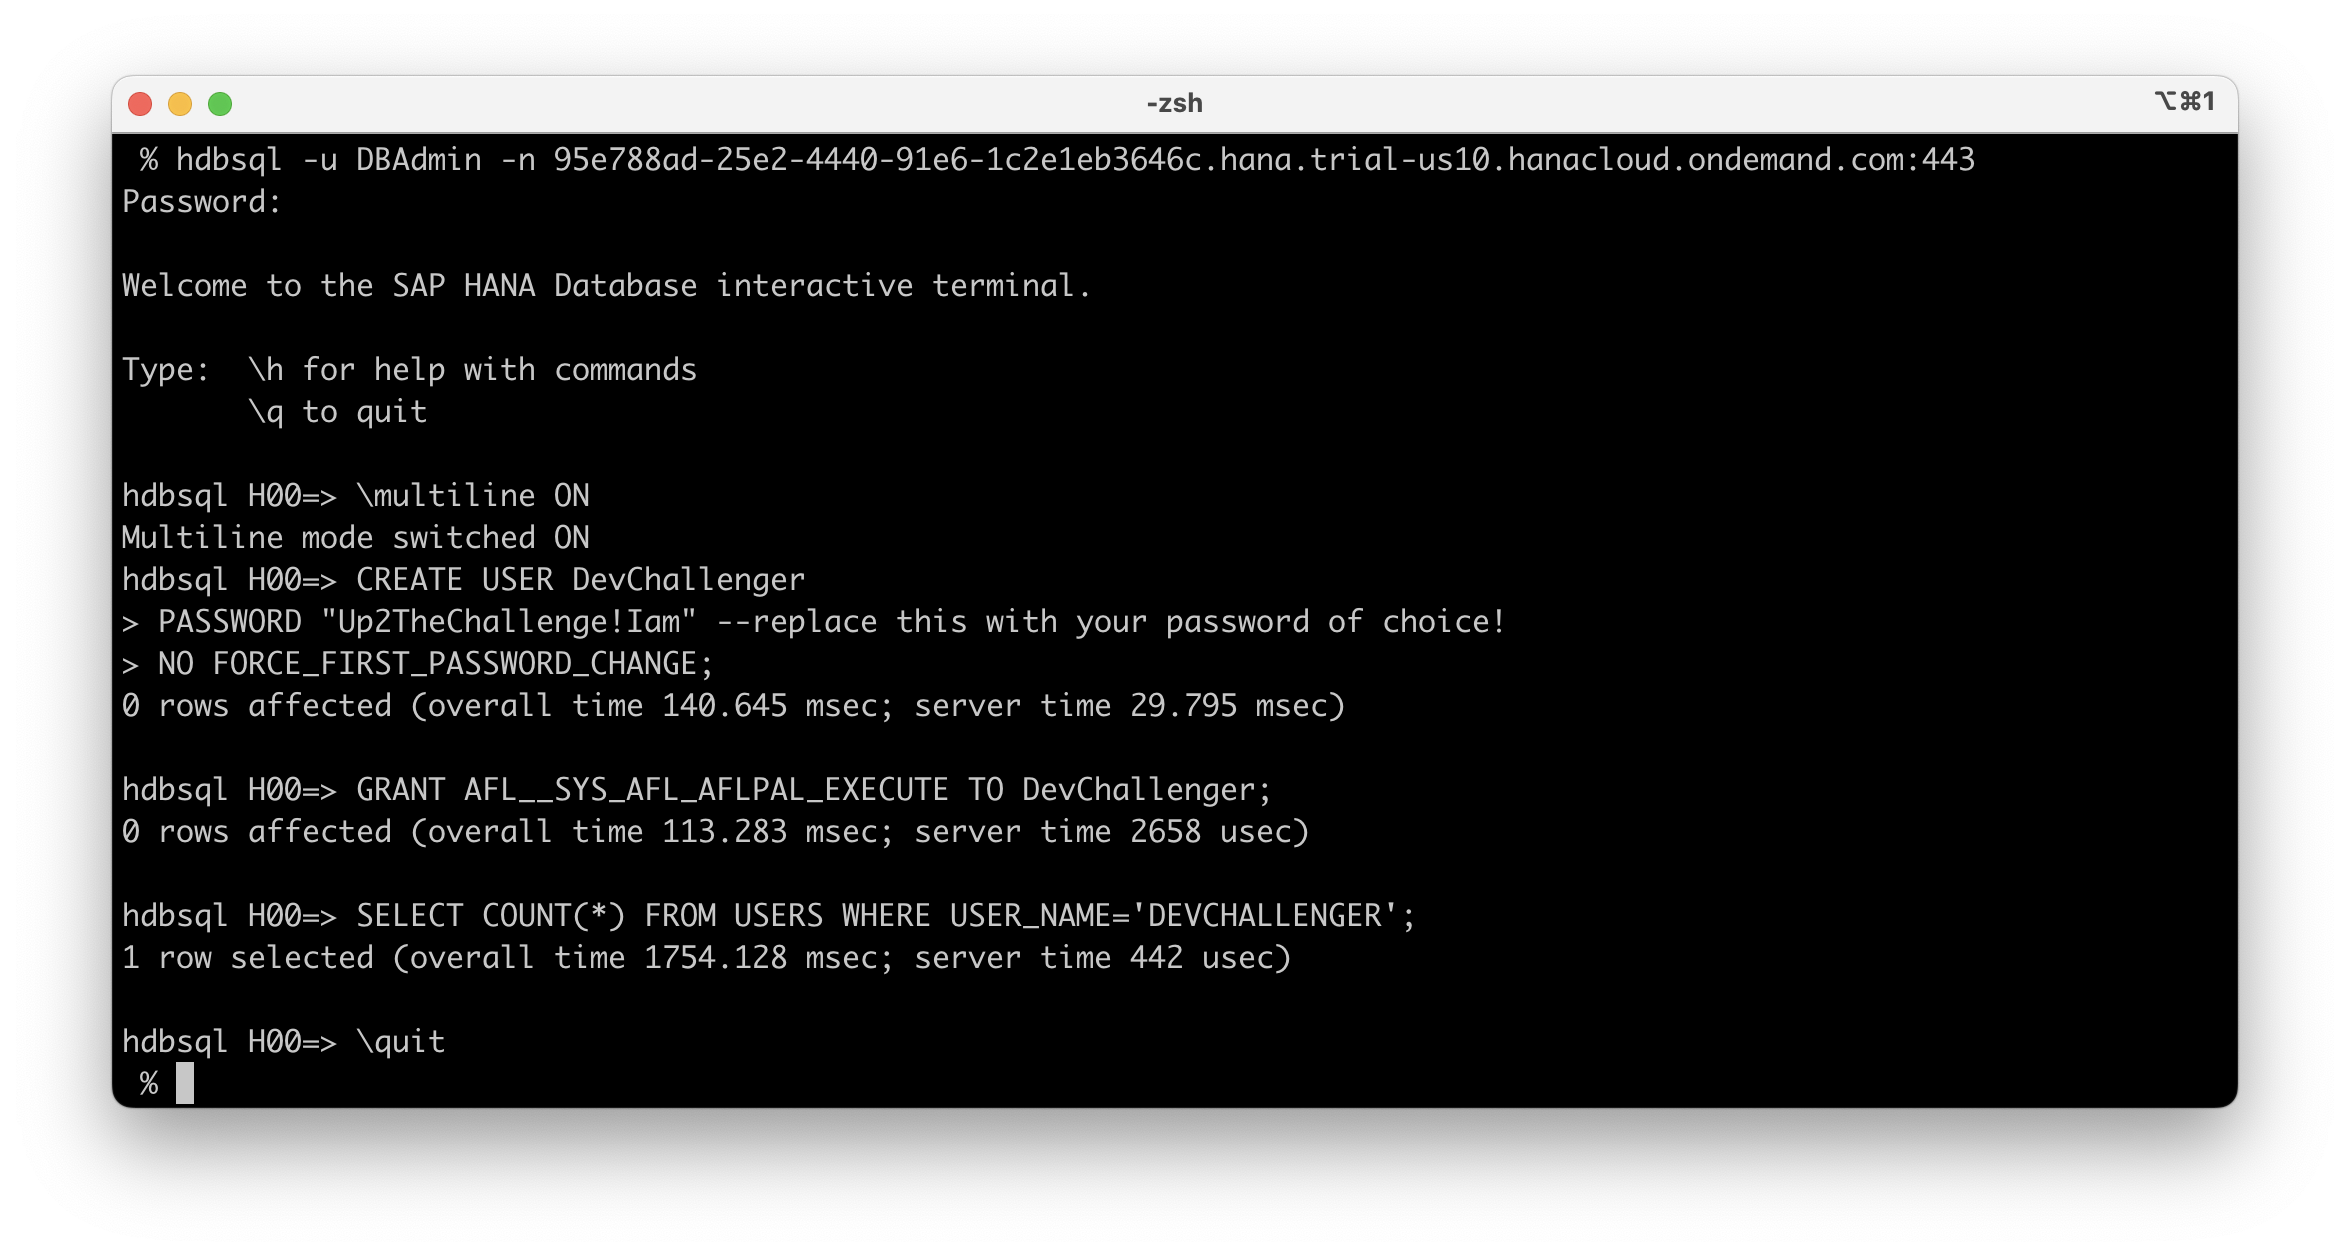 -zsh
⌥⌘1
% hdbsql -u DBAdmin -n 95e788ad-25e2-4440-91e6-1c2e1eb3646c.hana.trial-us10.hanacloud.ondemand.com:443
Password:
Welcome to the SAP HANA Database interactive terminal.
Type:  \h for help with commands
       \q to quit
hdbsql H00=> \multiline ON
Multiline mode switched ON
hdbsql H00=> CREATE USER DevChallenger
> PASSWORD "Up2TheChallenge!Iam" --replace this with your password of choice!
> NO FORCE_FIRST_PASSWORD_CHANGE;
0 rows affected (overall time 140.645 msec; server time 29.795 msec)
hdbsql H00=> GRANT AFL__SYS_AFL_AFLPAL_EXECUTE TO DevChallenger;
0 rows affected (overall time 113.283 msec; server time 2658 usec)
hdbsql H00=> SELECT COUNT(*) FROM USERS WHERE USER_NAME='DEVCHALLENGER';
1 row selected (overall time 1754.128 msec; server time 442 usec)
hdbsql H00=> \quit
%